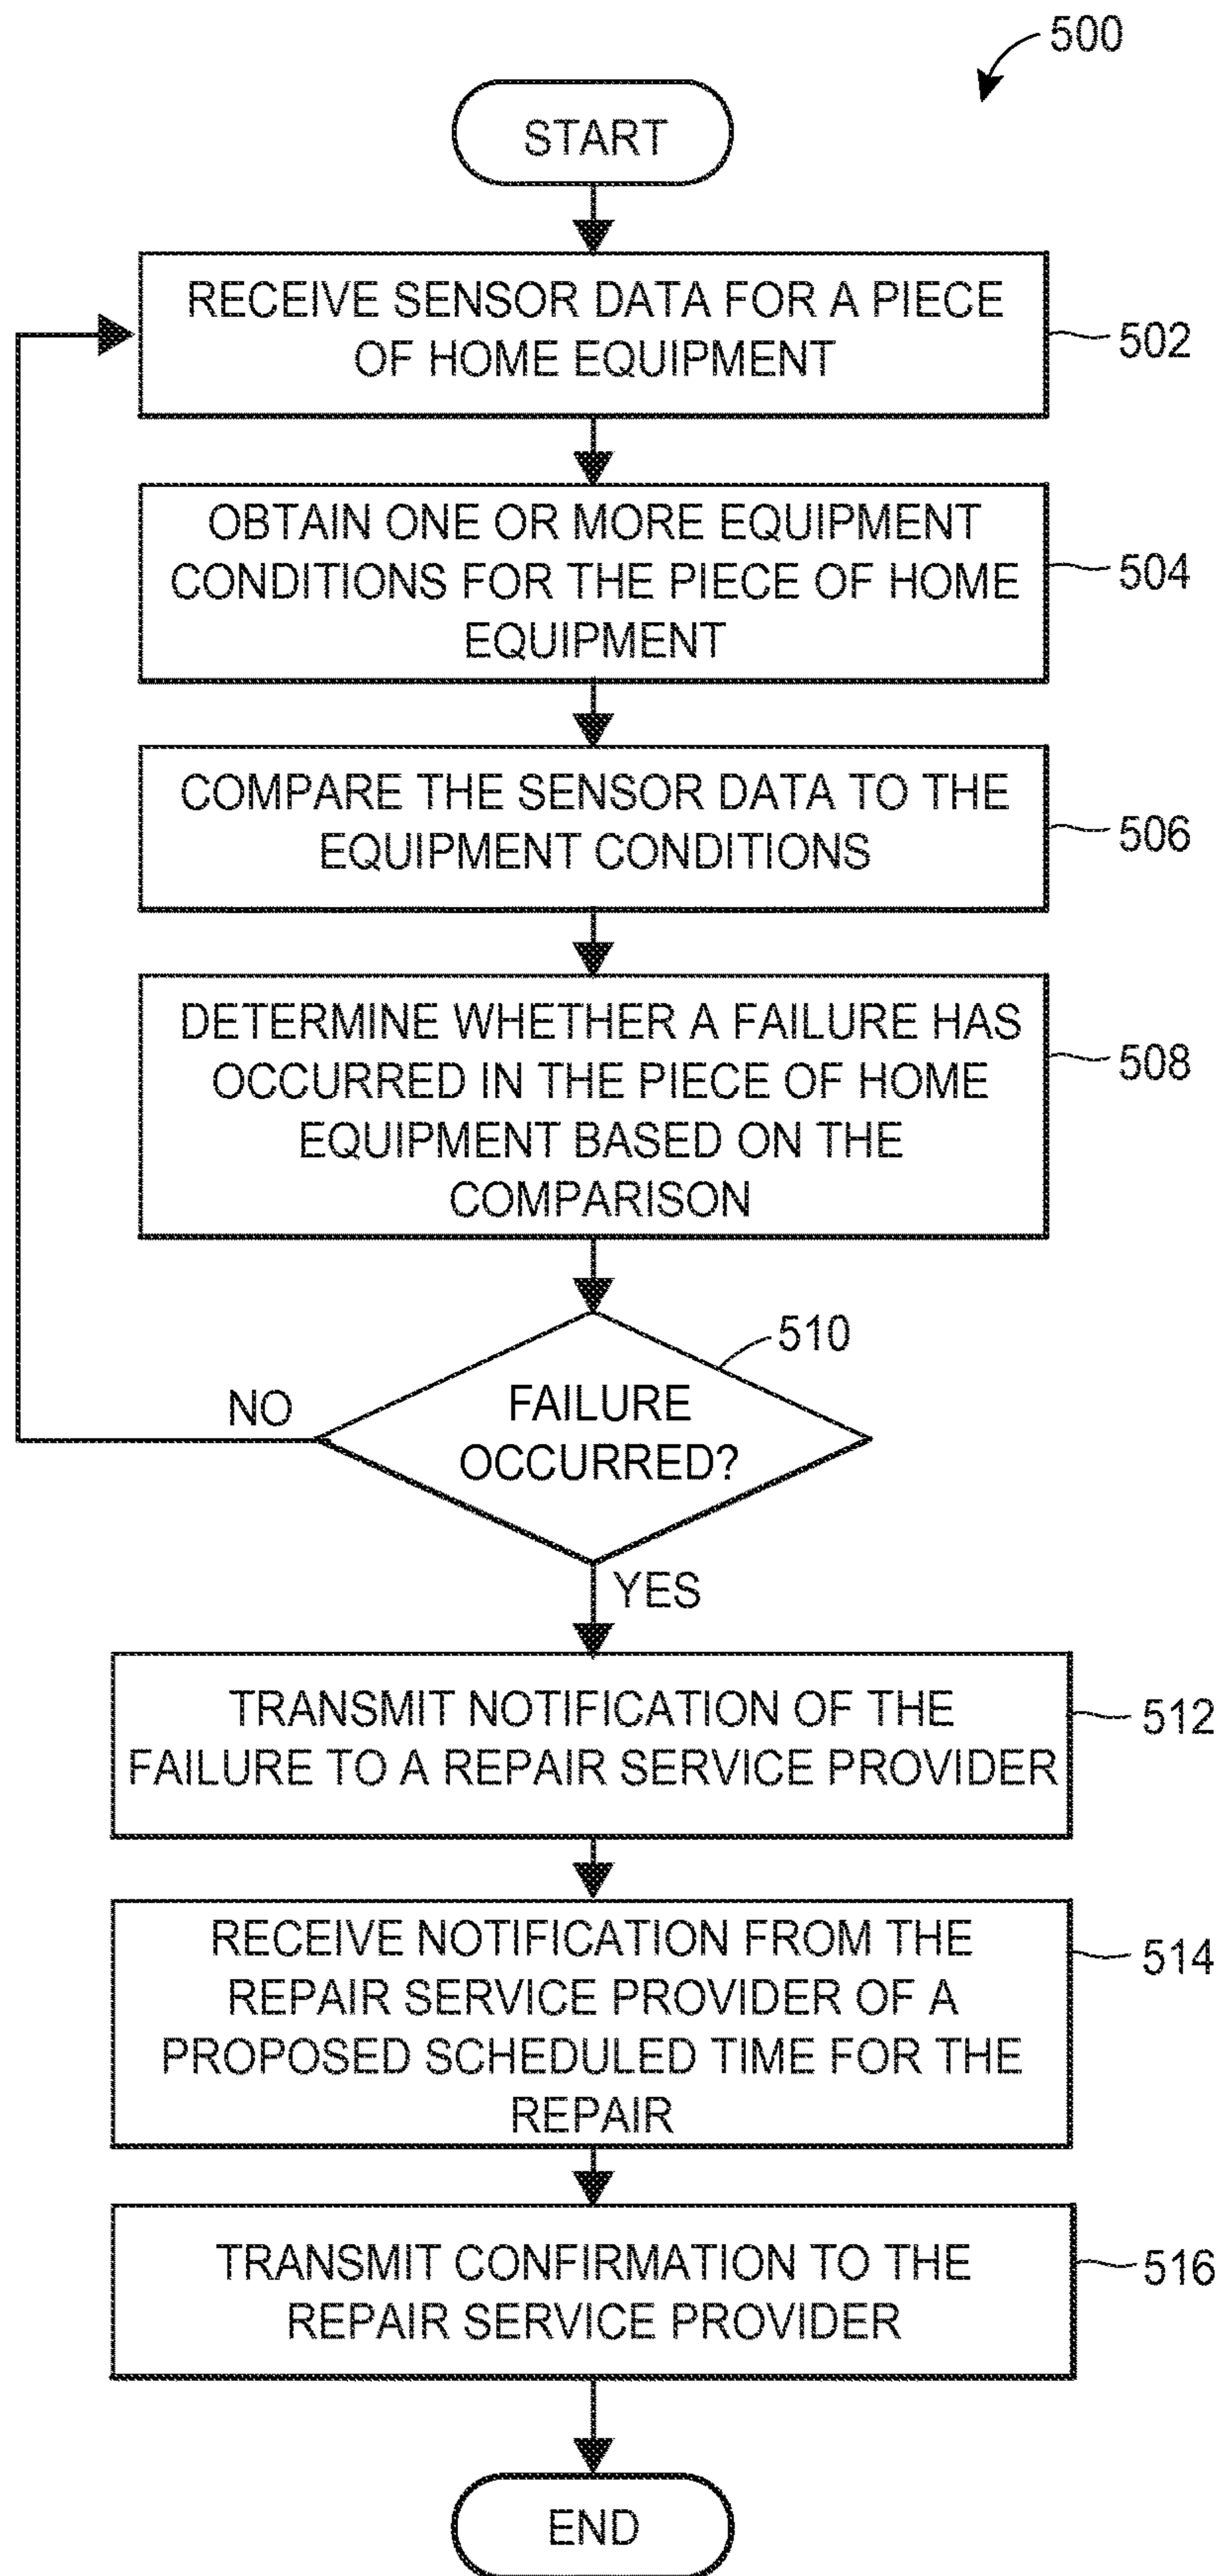 500
START
RECEIVE SENSOR DATA FOR A PIECE
OF HOME EQUIPMENT
502
OBTAIN ONE OR MORE EQUIPMENT
CONDITIONS FOR THE PIECE OF HOME
EQUIPMENT
504
COMPARE THE SENSOR DATA TO THE
EQUIPMENT CONDITIONS
506
DETERMINE WHETHER A FAILURE HAS
OCCURRED IN THE PIECE OF HOME
EQUIPMENT BASED ON THE
COMPARISON
508
510
NO
FAILURE
OCCURRED?
YES
TRANSMIT NOTIFICATION OF THE
FAILURE TO A REPAIR SERVICE PROVIDER
512
RECEIVE NOTIFICATION FROM THE
REPAIR SERVICE PROVIDER OF A
PROPOSED SCHEDULED TIME FOR THE
REPAIR
514
TRANSMIT CONFIRMATION TO THE
REPAIR SERVICE PROVIDER
516
END